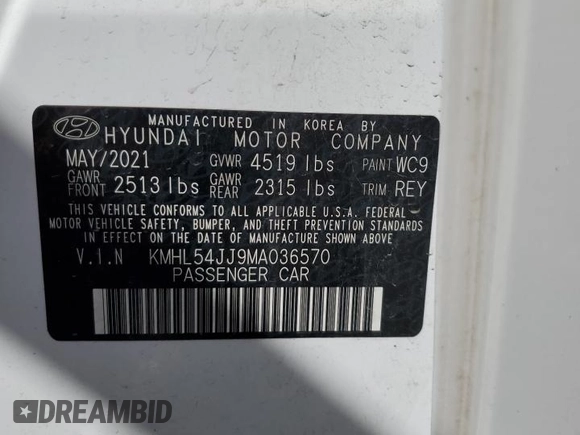 MANUFACTURED IN KOREA BY
HYUNDAI MOTOR COMPANY
MAY/2021 GVWR 4519 lbs PAINT WC9
GAWR FRONT 2513 lbs GAWR REAR 2315 lbs TRIM REY
THIS VEHICLE CONFORMS TO ALL APPLICABLE U.S.A. FEDERAL
MOTOR VEHICLE SAFETY, BUMPER, AND THEFT PREVENTION
STANDARDS IN EFFECT ON THE DATE OF MANUFACTURE SHOWN ABOVE.
V.I.N KMHL54JJ9MA036570
PASSENGER CAR
DREAMBID